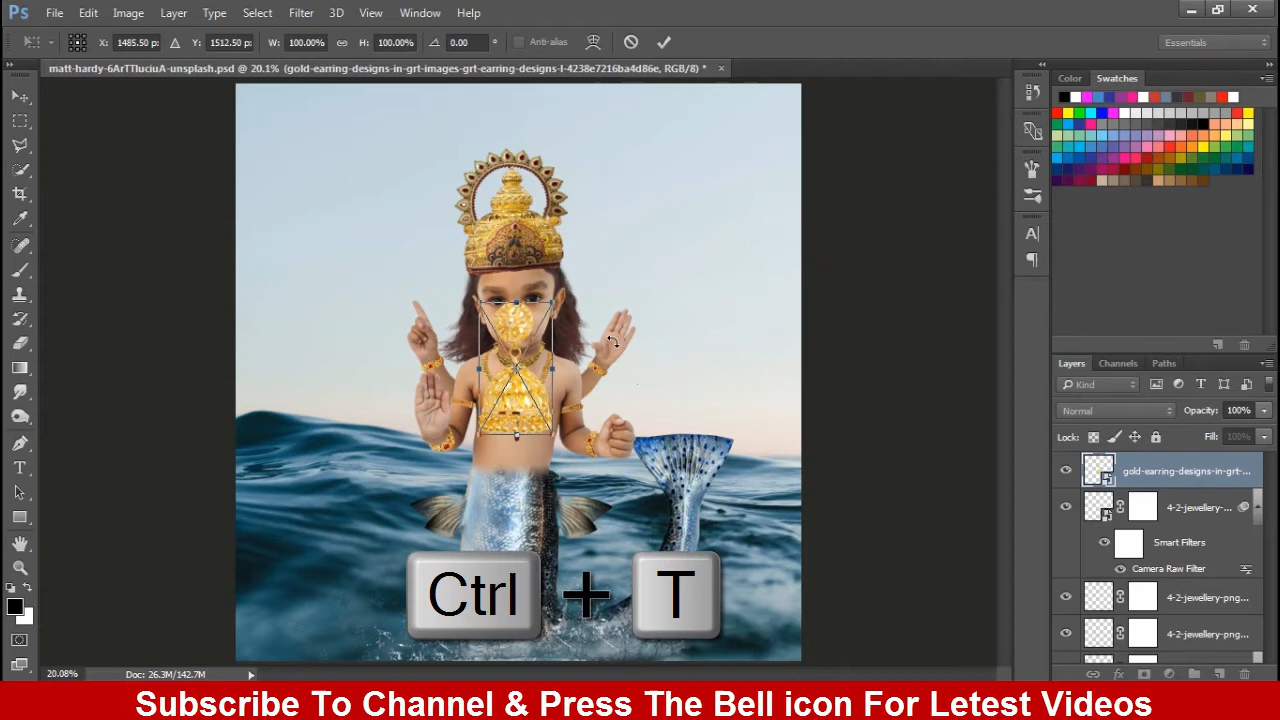 Ps File Edit Image Layer Type Select Filter 3D View Window Help
X: 1485.50 p: Y: 1512.50 p: W: 100.00% H: 100.00% 0.00 ° Anti-alias Essentials
matt-hardy-6ArTTluciuA-unsplash.psd @ 20.1% (gold-earring-designs-in-grt-images-grt-earring-designs-l-4238e7216ba4d86e, RGB/8) * ×
Color Swatches
Layers Channels Paths
Kind
Normal Opacity: 100%
Lock: Fill: 100%
gold-earring-designs-in-grt-...
4-2-jewellery-...
Smart Filters
Camera Raw Filter
4-2-jewellery-png...
4-2-jewellery-png...
Ctrl + T
20.08% Doc: 26.3M/142.7M
Subscribe To Channel & Press The Bell icon For Letest Videos